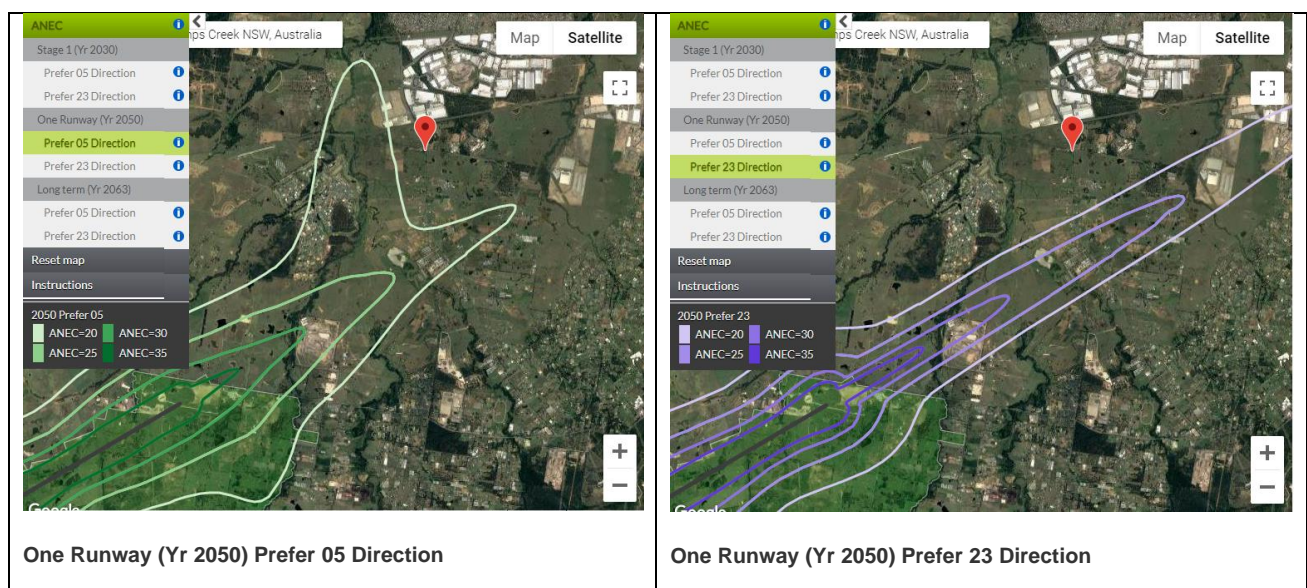 ANEC
mps Creek NSW, Australia
Map Satellite
Stage 1 (Yr 2030)
Prefer 05 Direction
Prefer 23 Direction
One Runway (Yr 2050)
Prefer 05 Direction
Prefer 23 Direction
Long term (Yr 2063)
Prefer 05 Direction
Prefer 23 Direction
Reset map
Instructions
2050 Prefer 05
ANEC=20 ANEC=30
ANEC=25 ANEC=35
Google
One Runway (Yr 2050) Prefer 05 Direction
ANEC
mps Creek NSW, Australia
Map Satellite
Stage 1 (Yr 2030)
Prefer 05 Direction
Prefer 23 Direction
One Runway (Yr 2050)
Prefer 05 Direction
Prefer 23 Direction
Long term (Yr 2063)
Prefer 05 Direction
Prefer 23 Direction
Reset map
Instructions
2050 Prefer 23
ANEC=20 ANEC=30
ANEC=25 ANEC=35
Google
One Runway (Yr 2050) Prefer 23 Direction